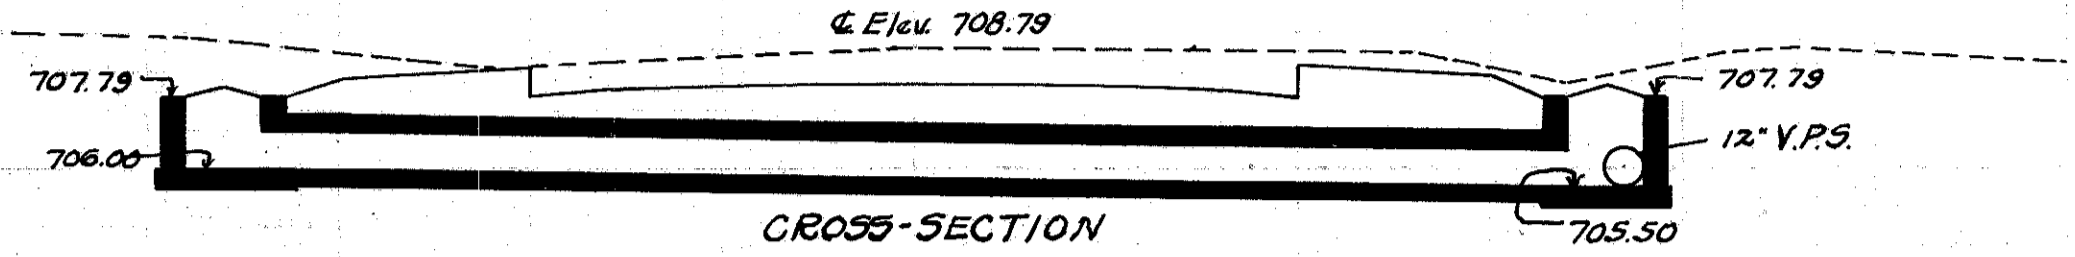 ℄ Elev. 708.79
707.79
707.79
12" V.P.S.
706.00
CROSS-SECTION
705.50